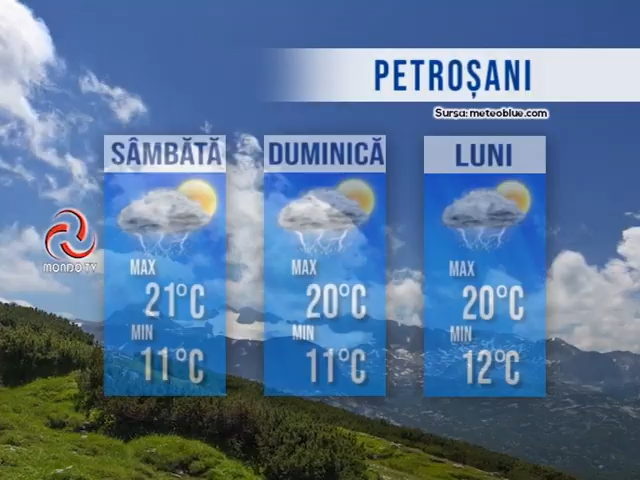 PETROȘANI
Sursa: meteoblue.com
SÂMBĂTĂ DUMINICĂ LUNI
MONDO TV
MAX MAX MAX
21°C 20°C 20°C
MIN MIN MIN
11°C 11°C 12°C